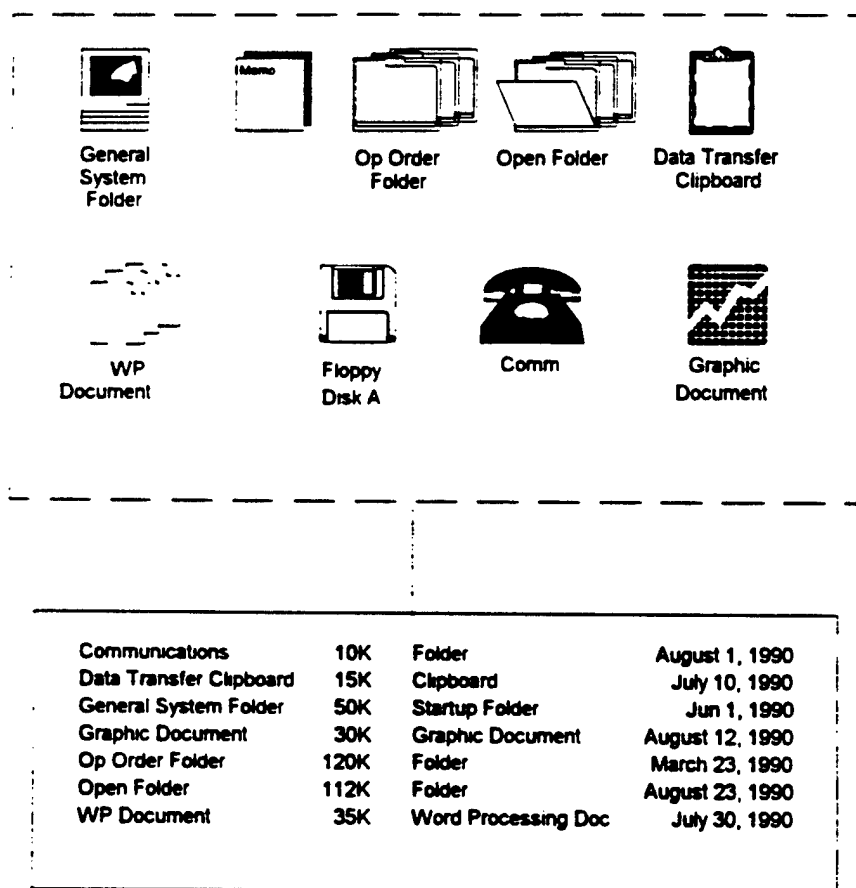 Memo
General
System
Folder
Op Order
Folder
Open Folder
Data Transfer
Clipboard
WP
Document
Floppy
Disk A
Comm
Graphic
Document
Communications 10K Folder August 1, 1990
Data Transfer Clipboard 15K Clipboard July 10, 1990
General System Folder 50K Startup Folder Jun 1, 1990
Graphic Document 30K Graphic Document August 12, 1990
Op Order Folder 120K Folder March 23, 1990
Open Folder 112K Folder August 23, 1990
WP Document 35K Word Processing Doc July 30, 1990